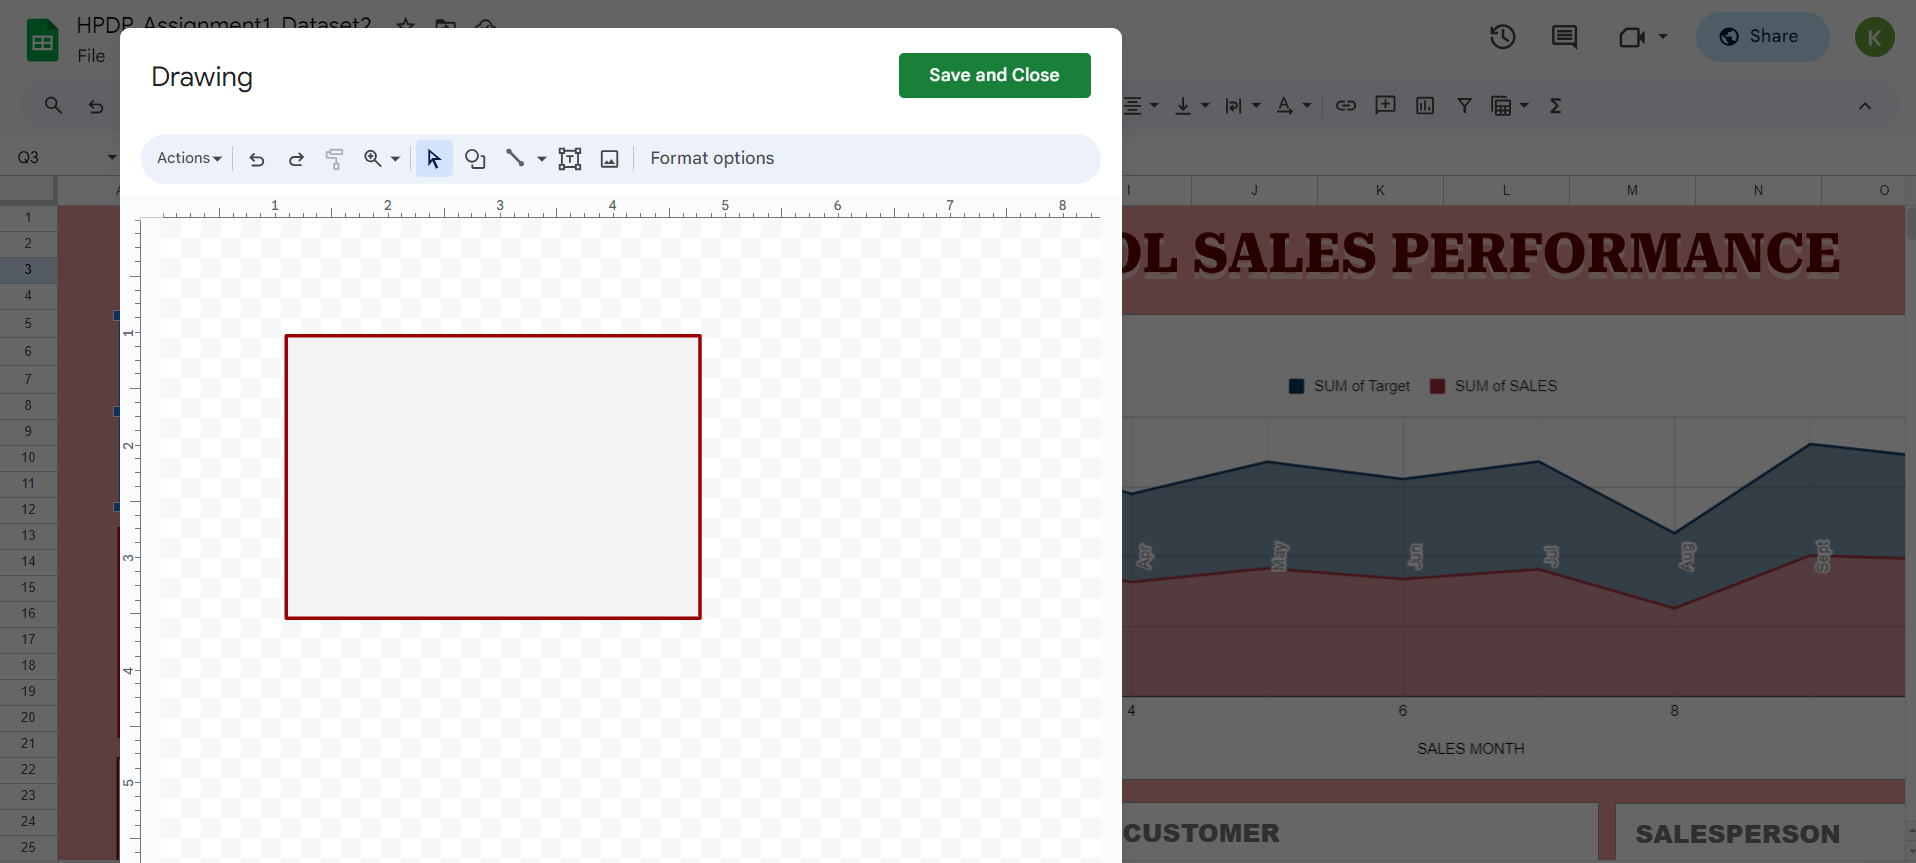 HPDP_Assignment1_Dataset2
File
Share
K
Drawing
Save and Close
Actions
Format options
Q3
I J K L M N O
1 2 3 4 5 6 7 8
1
2
3
4
5
6
7
8
9
10
11
12
13
14
15
16
17
18
19
20
21
22
23
24
25
1
2
3
4
5
OL SALES PERFORMANCE
SUM of Target SUM of SALES
Apr May Jun Jul Aug Sept
4 6 8
SALES MONTH
CUSTOMER
SALESPERSON